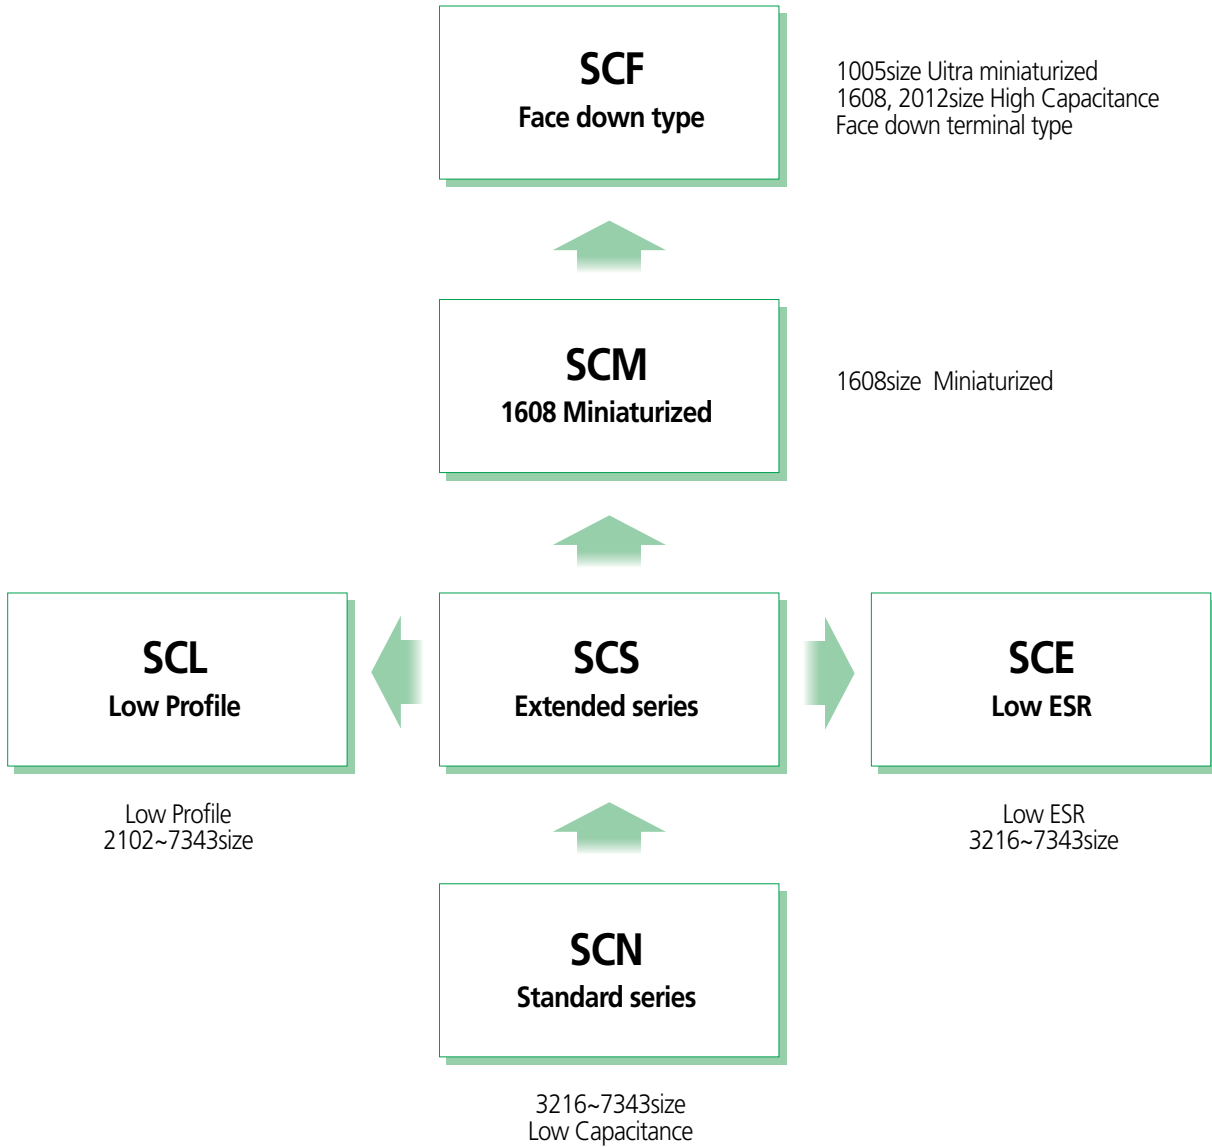 SCF
Face down type
1005size Uitra miniaturized
1608, 2012size High Capacitance
Face down terminal type
SCM
1608 Miniaturized
1608size Miniaturized
SCL
Low Profile
Low Profile
2102~7343size
SCS
Extended series
SCE
Low ESR
Low ESR
3216~7343size
SCN
Standard series
3216~7343size
Low Capacitance